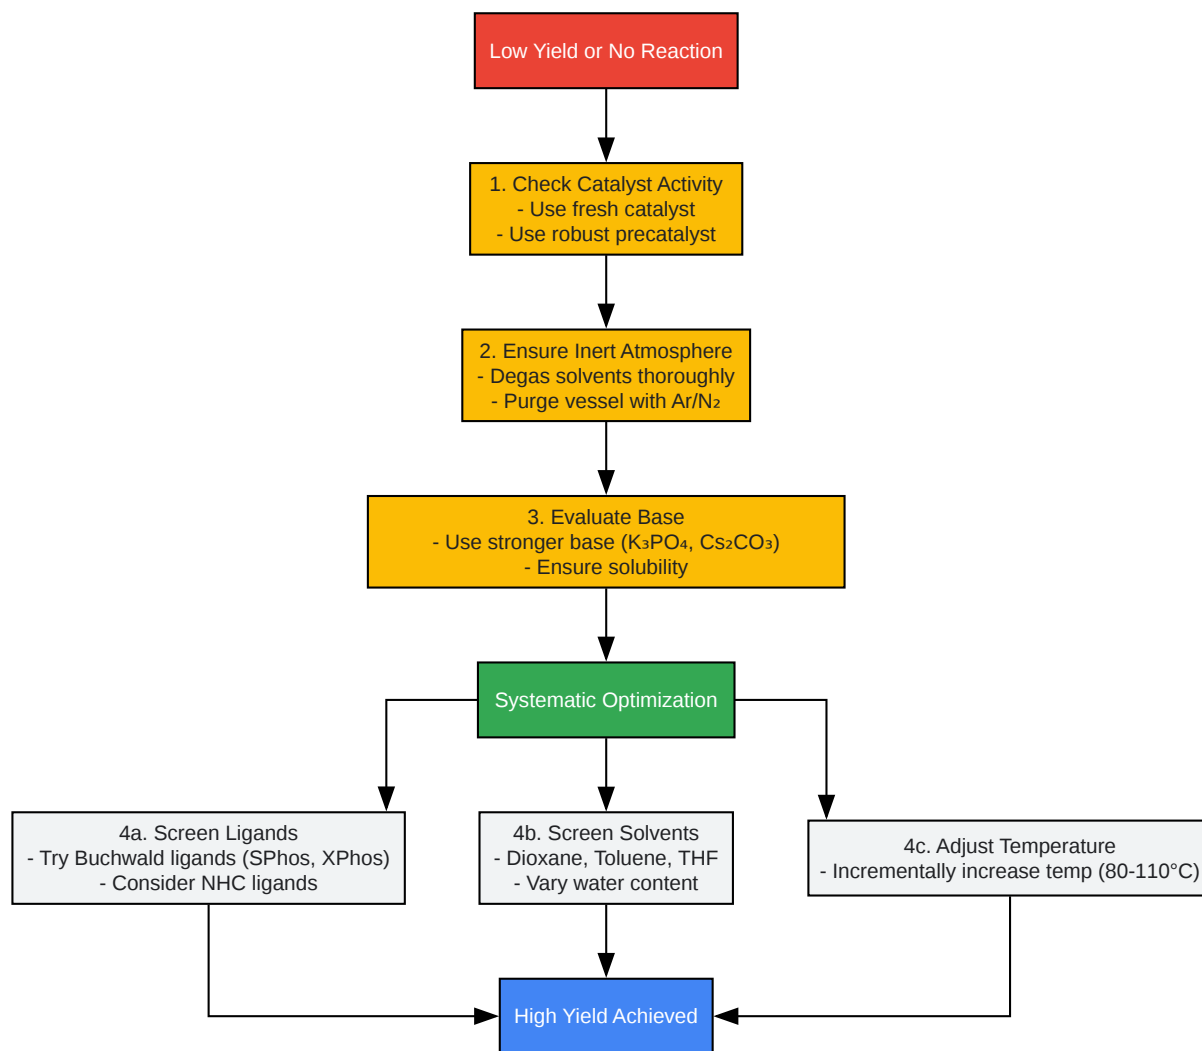 Low Yield or No Reaction
1. Check Catalyst Activity
- Use fresh catalyst
- Use robust precatalyst
2. Ensure Inert Atmosphere
- Degas solvents thoroughly
- Purge vessel with Ar/N₂
3. Evaluate Base
- Use stronger base (K₃PO₄, Cs₂CO₃)
- Ensure solubility
Systematic Optimization
4a. Screen Ligands
- Try Buchwald ligands (SPhos, XPhos)
- Consider NHC ligands
4b. Screen Solvents
- Dioxane, Toluene, THF
- Vary water content
4c. Adjust Temperature
- Incrementally increase temp (80-110°C)
High Yield Achieved